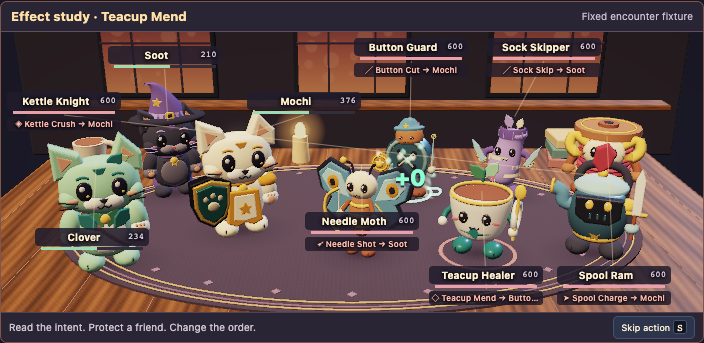 Effect study · Teacup Mend
Fixed encounter fixture
Soot 210
Button Guard 600
Button Cut → Mochi
Sock Skipper 600
Sock Skip → Soot
Kettle Knight 600
Kettle Crush → Mochi
Mochi 376
+0
Needle Moth 600
Needle Shot → Soot
Clover 234
Teacup Healer 600
Teacup Mend → Butto...
Spool Ram 600
Spool Charge → Mochi
Read the intent. Protect a friend. Change the order.
Skip action S